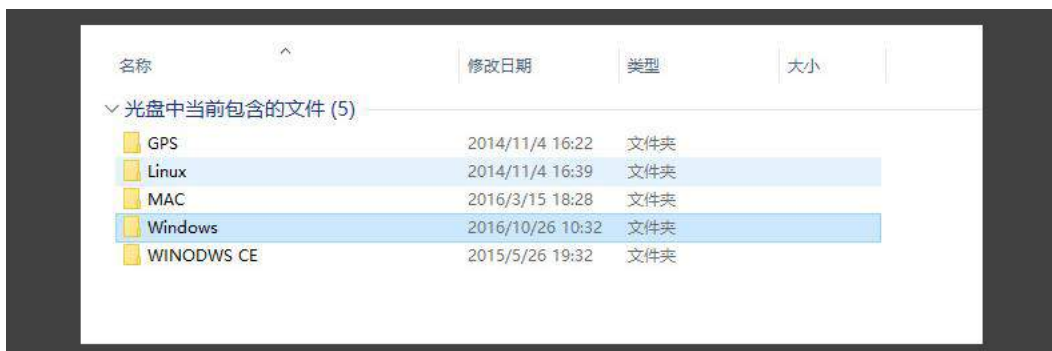 名称 修改日期 类型 大小
光盘中当前包含的文件 (5)
GPS 2014/11/4 16:22 文件夹
Linux 2014/11/4 16:39 文件夹
MAC 2016/3/15 18:28 文件夹
Windows 2016/10/26 10:32 文件夹
WINODWS CE 2015/5/26 19:32 文件夹